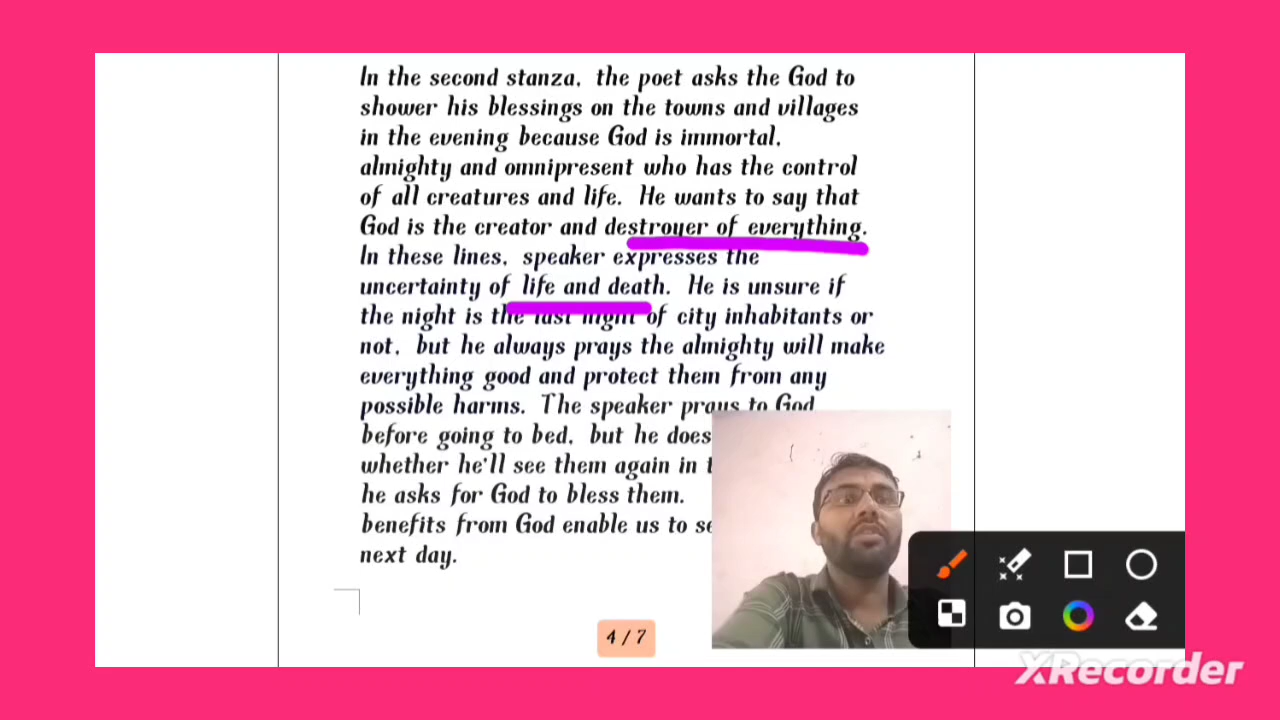 In the second stanza, the poet asks the God to
shower his blessings on the towns and villages
in the evening because God is immortal,
almighty and omnipresent who has the control
of all creatures and life. He wants to say that
God is the creator and destroyer of everything.
In these lines, speaker expresses the
uncertainty of life and death. He is unsure if
the night is the last night of city inhabitants or
not, but he always prays the almighty will make
everything good and protect them from any
possible harms. The speaker prays to God
before going to bed, but he does
whether he'll see them again in
he asks for God to bless them.
benefits from God enable us to
next day.
4 / 7
XRecorder